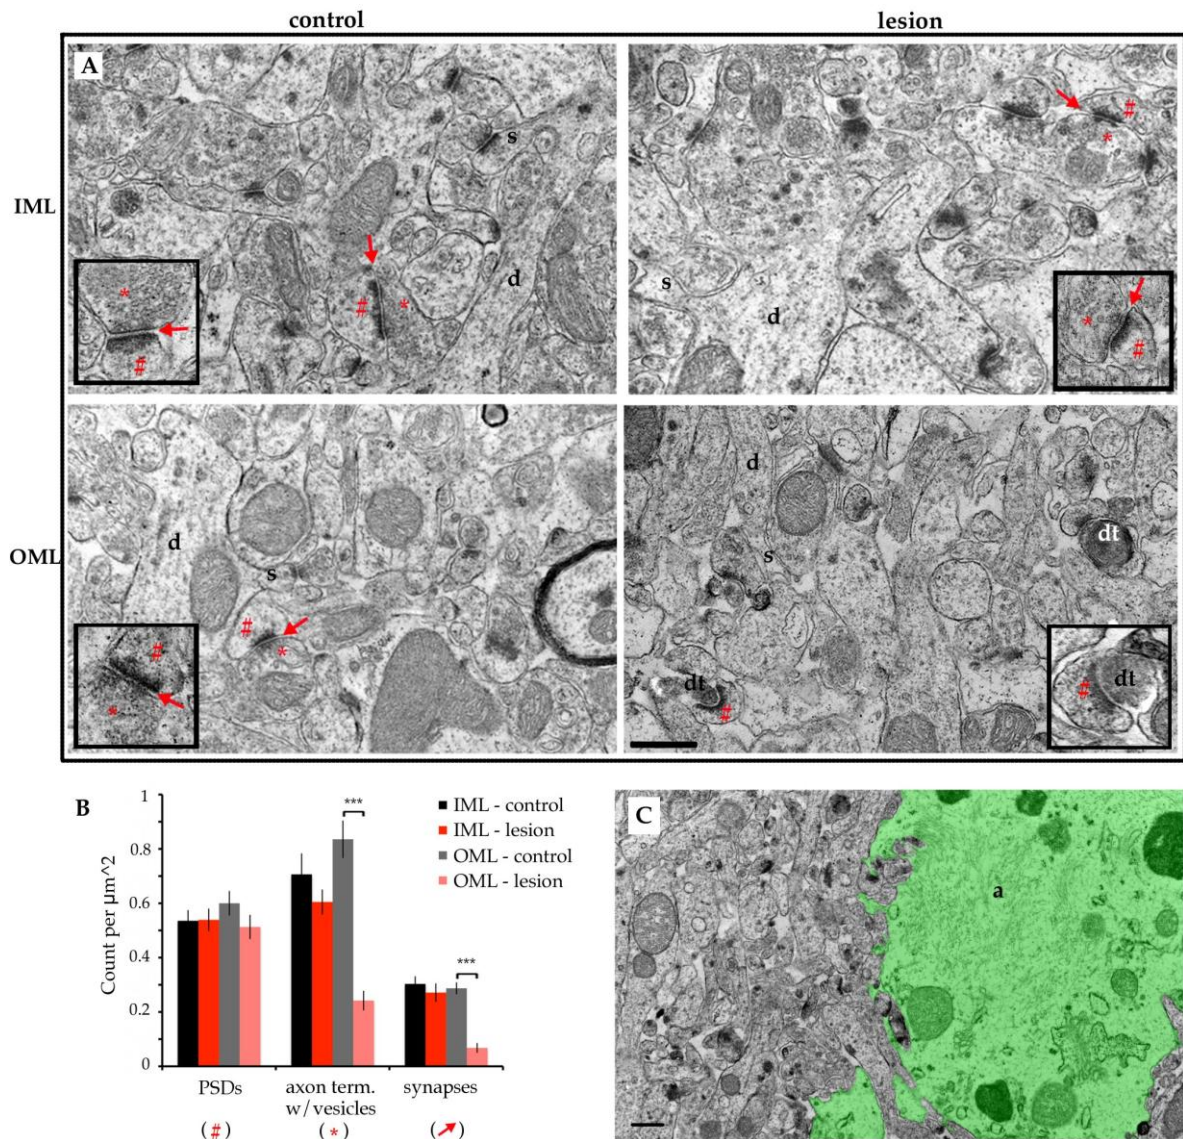 control lesion
A
IML
s
d
#
*
*
#
s
d
#
*
*
#
OML
d
s
#
*
#
*
d
s
dt
dt
#
#
dt
B
Count per µm^2
1
0.8
0.6
0.4
0.2
0
***
***
IML - control
IML - lesion
OML - control
OML - lesion
PSDs
(#)
axon term.
w/vesicles
(*)
synapses
( )
C
a